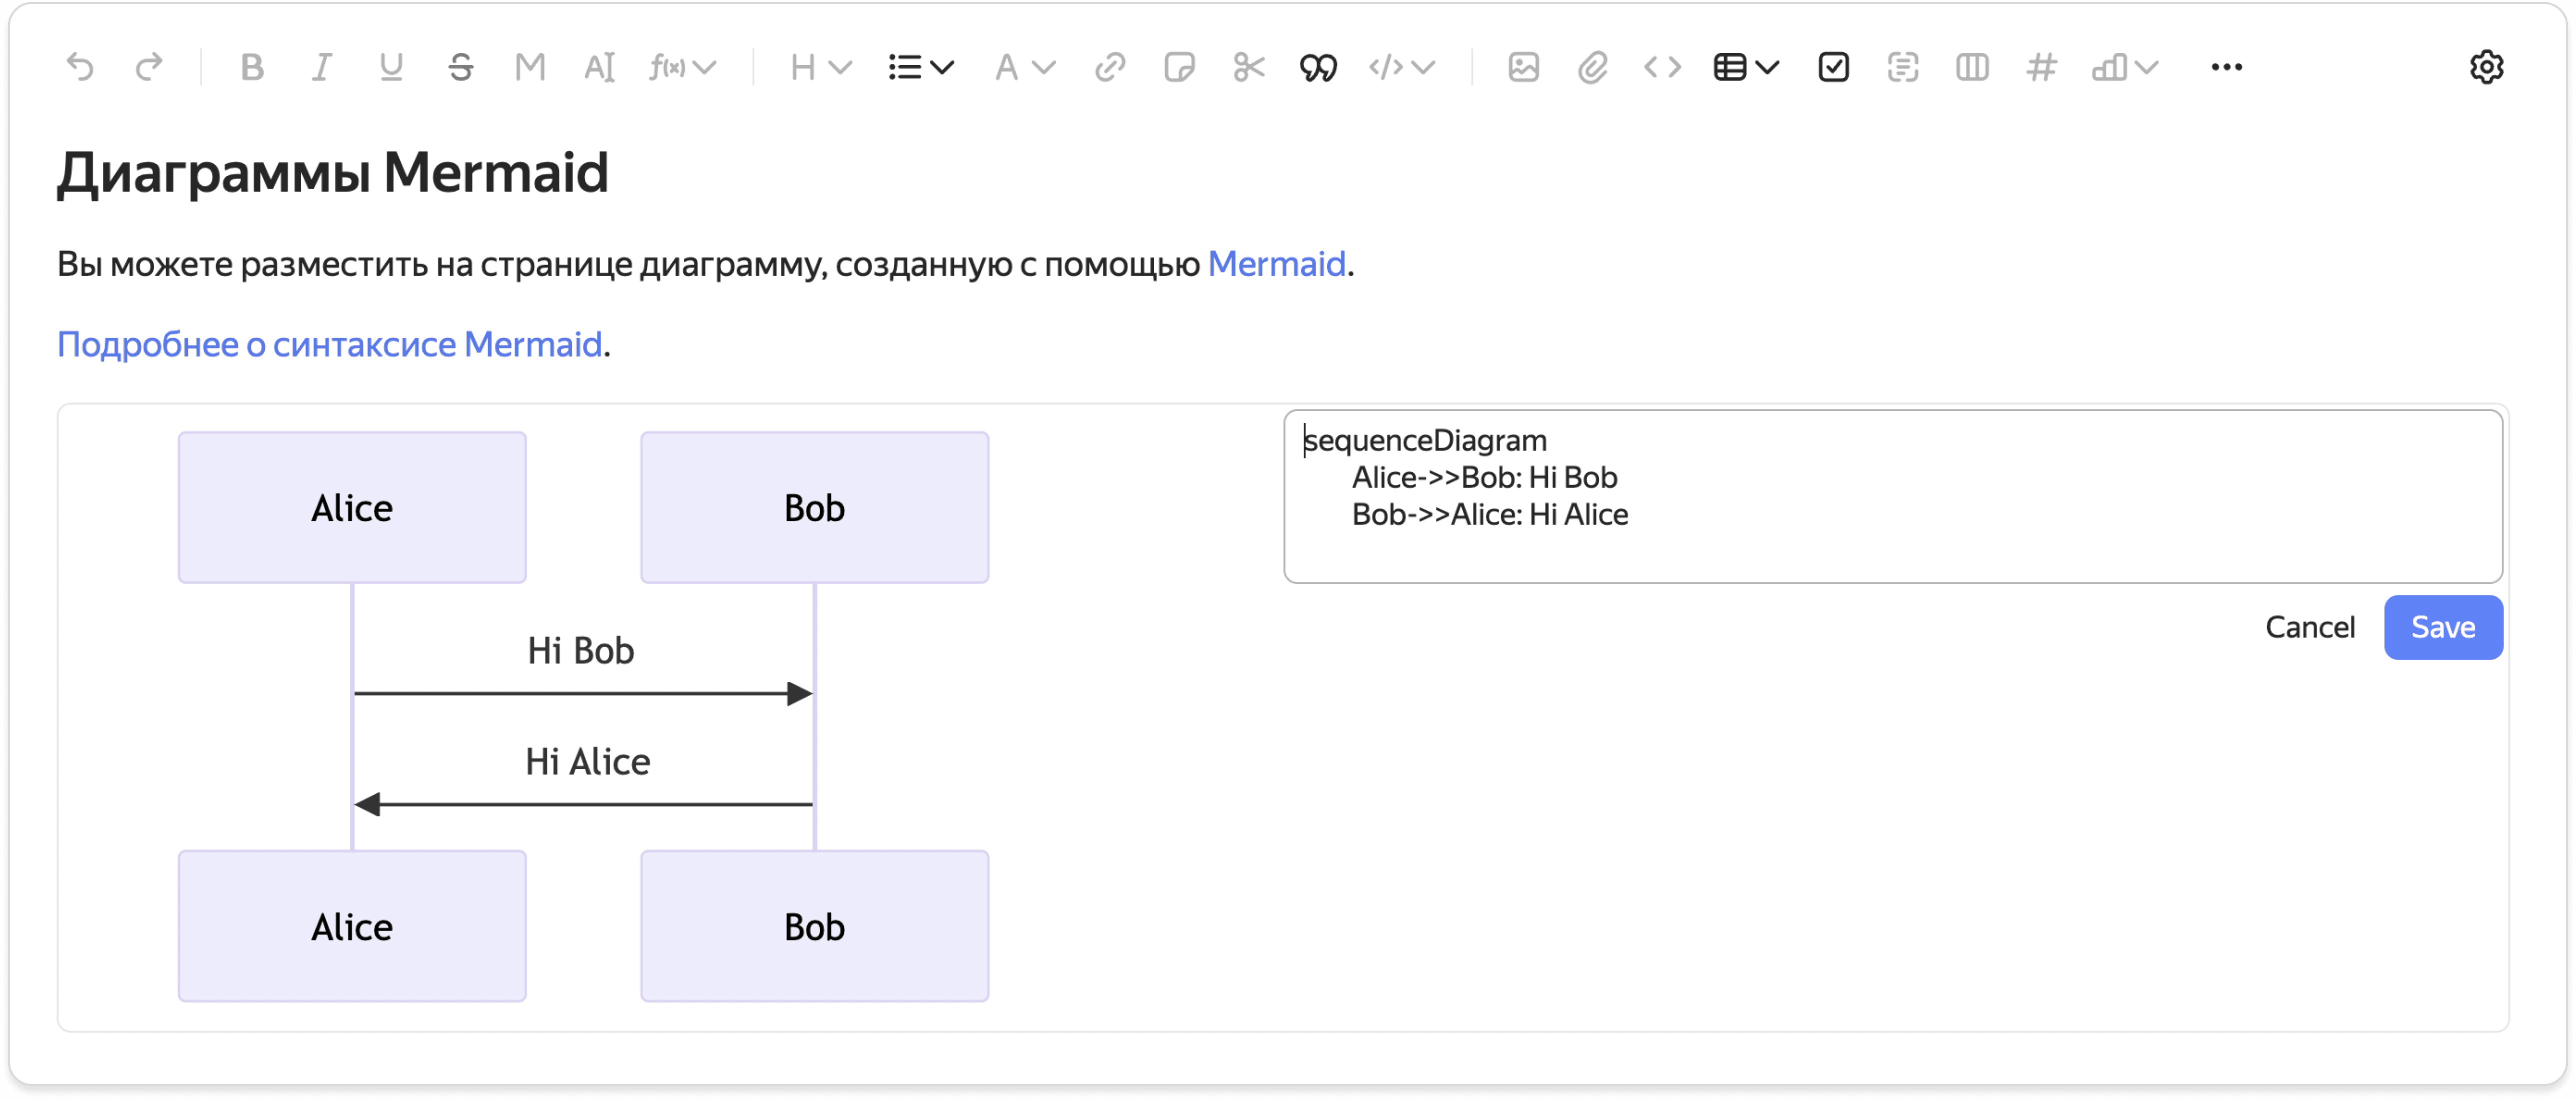 Диаграммы Mermaid
Вы можете разместить на странице диаграмму, созданную с помощью Mermaid.
Подробнее о синтаксисе Mermaid.
Alice
Bob
Hi Bob
Hi Alice
Alice
Bob
sequenceDiagram
Alice->>Bob: Hi Bob
Bob->>Alice: Hi Alice
Cancel
Save